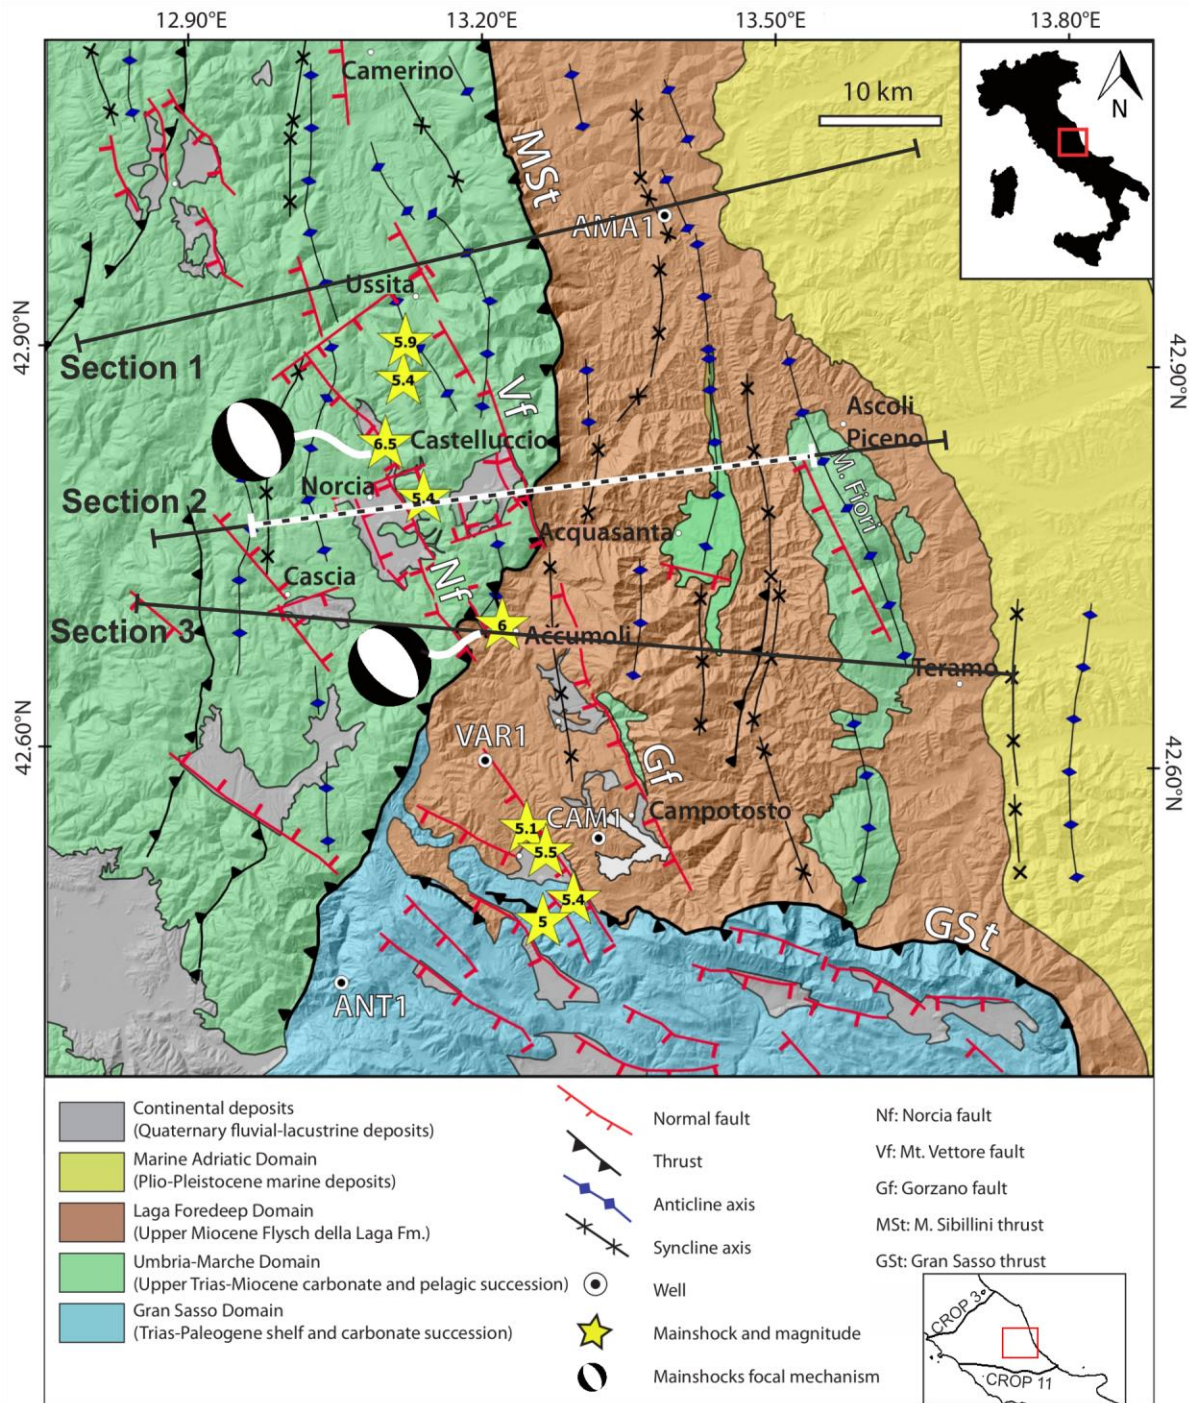 12.90°E
13.20°E
13.50°E
13.80°E
Camerino
10 km
N
MSt
AMA1
Ussita
42.90°N
42.90°N
5.9
Section 1
5.4
Vf
Ascoli
Piceno
6.5
Castelluccio
M. Fiori
Norcia
5.4
Section 2
Acquasanta
Nf
Cascia
Section 3
6
Accumoli
Teramo
42.60°N
42.60°N
VAR1
Gf
5.1
CAM1
Campotosto
5.5
5.4
5
GSt
ANT1
Continental deposits
(Quaternary fluvial-lacustrine deposits)
Marine Adriatic Domain
(Plio-Pleistocene marine deposits)
Laga Foredeep Domain
(Upper Miocene Flysch della Laga Fm.)
Umbria-Marche Domain
(Upper Trias-Miocene carbonate and pelagic succession)
Gran Sasso Domain
(Trias-Paleogene shelf and carbonate succession)
Normal fault
Thrust
Anticline axis
Syncline axis
Well
Mainshock and magnitude
Mainshocks focal mechanism
Nf: Norcia fault
Vf: Mt. Vettore fault
Gf: Gorzano fault
MSt: M. Sibillini thrust
GSt: Gran Sasso thrust
CROP 3
CROP 11